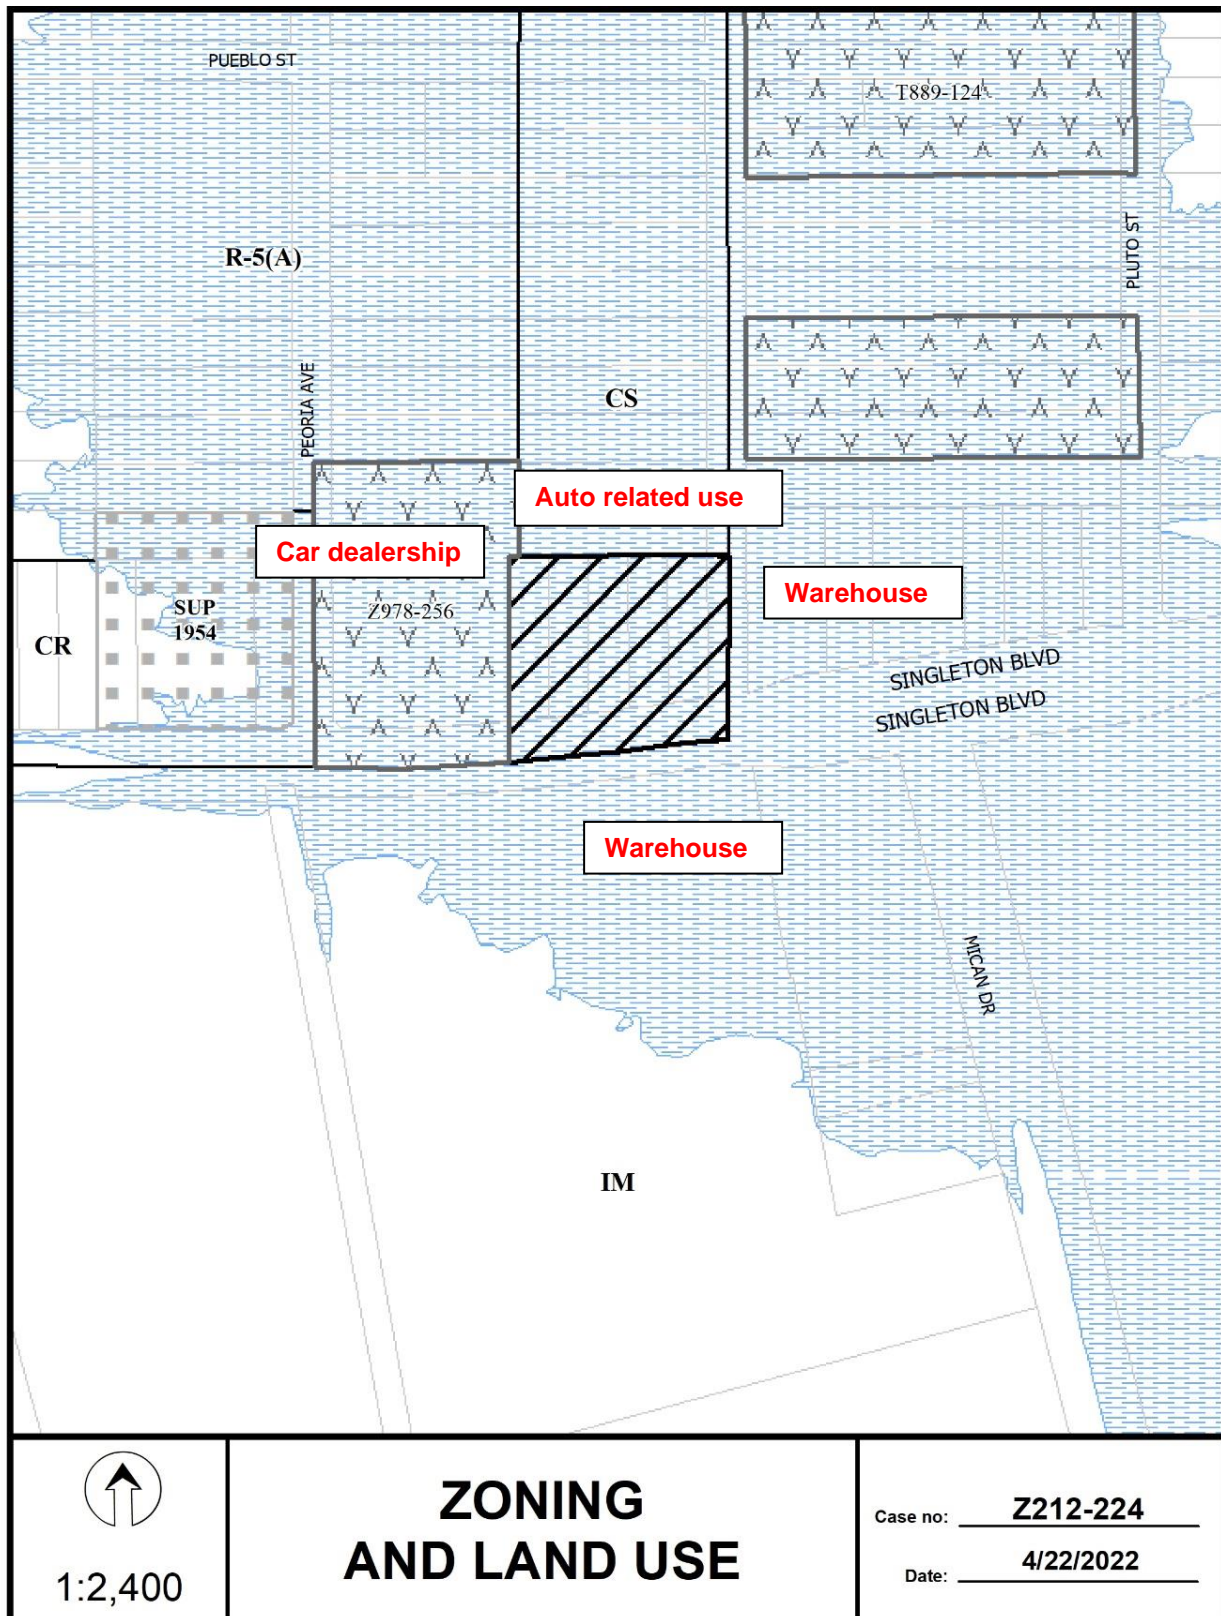 PUEBLO ST
T889-124
R-5(A)
PLUTO ST
PEORIA AVE
CS
Auto related use
Car dealership
Warehouse
SUP
1954
Z978-256
CR
SINGLETON BLVD
SINGLETON BLVD
Warehouse
MICAN DR
IM
1:2,400
ZONING
AND LAND USE
Case no: Z212-224
Date: 4/22/2022